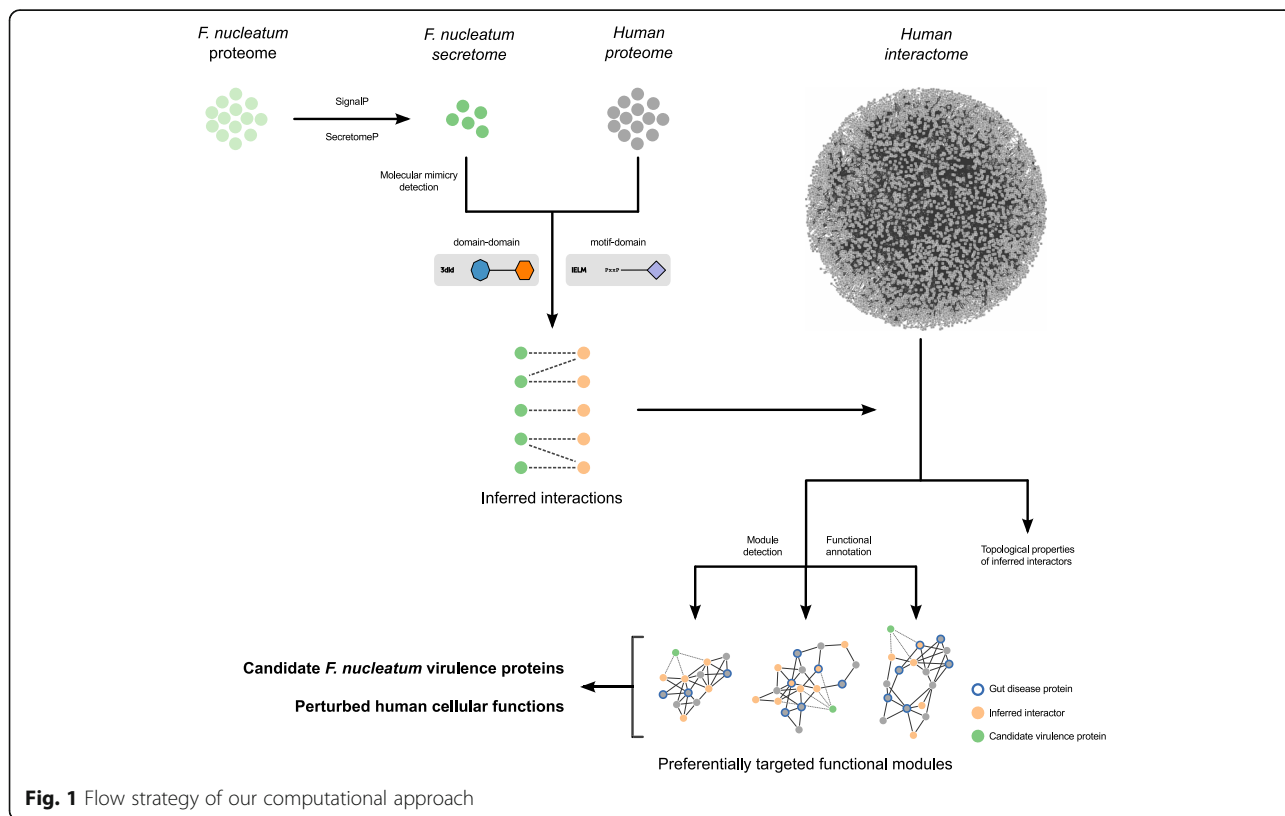 F. nucleatum
proteome
F. nucleatum
secretome
Human
proteome
Human
interactome
SignalP
SecretomeP
Molecular mimicry
detection
domain-domain
motif-domain
3did
iELM
PxxP
Inferred interactions
Module
detection
Functional
annotation
Topological properties
of inferred interactors
Candidate F. nucleatum virulence proteins
Perturbed human cellular functions
Gut disease protein
Inferred interactor
Candidate virulence protein
Preferentially targeted functional modules
Fig. 1 Flow strategy of our computational approach